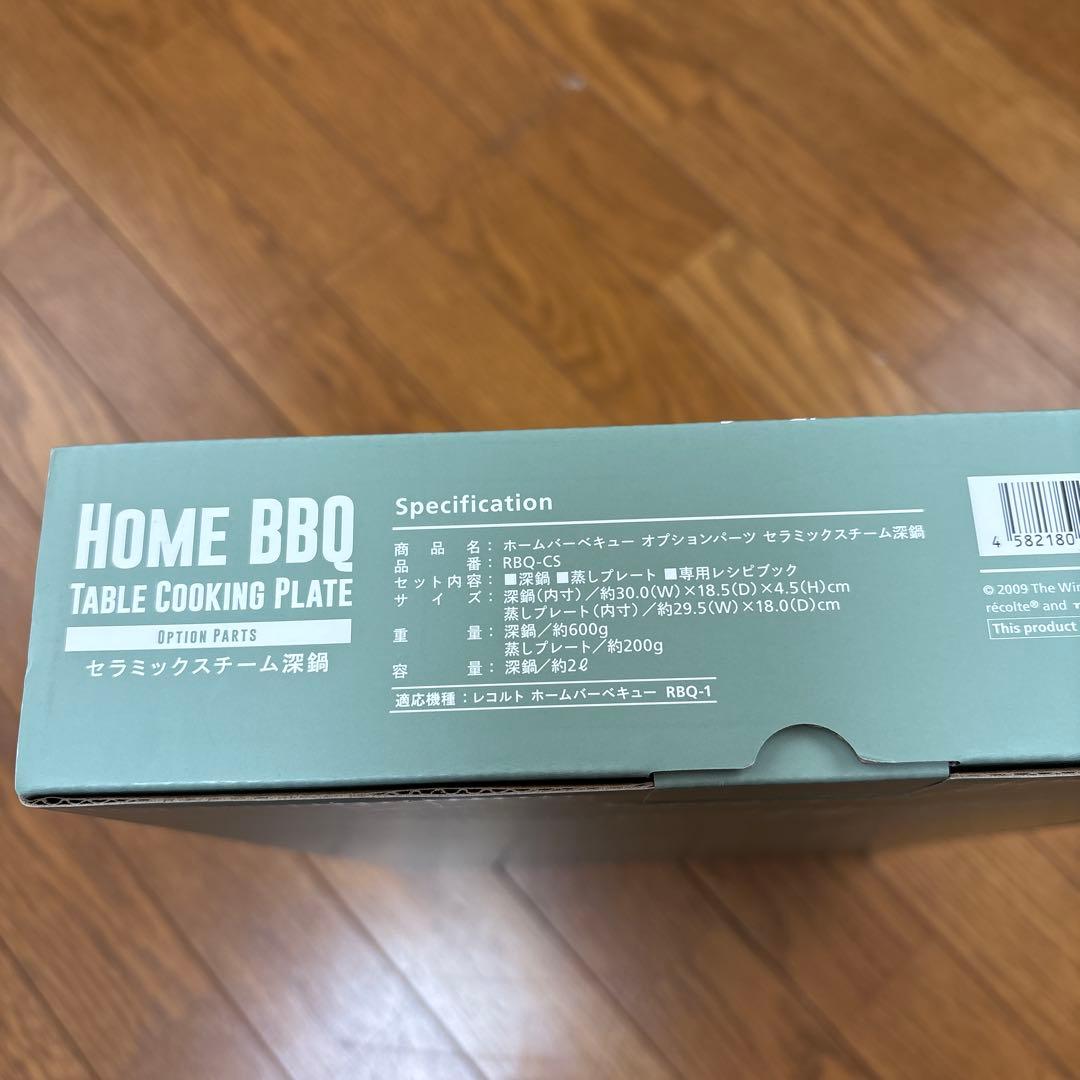 HOME BBQ
TABLE COOKING PLATE
OPTION PARTS
セラミックスチーム深鍋
Specification
商品名：ホームバーベキュー オプションパーツ セラミックスチーム深鍋
品番：RBQ-CS
セット内容：■深鍋 ■蒸しプレート ■専用レシピブック
サイズ：深鍋(内寸)／約30.0(W)×18.5(D)×4.5(H)cm
蒸しプレート(内寸)／約29.5(W)×18.0(D)cm
重量：深鍋／約600g
蒸しプレート／約200g
容量：深鍋／約2ℓ
適応機種：レコルト ホームバーベキュー RBQ-1
4 582180
© 2009 The
récolte® and
This product